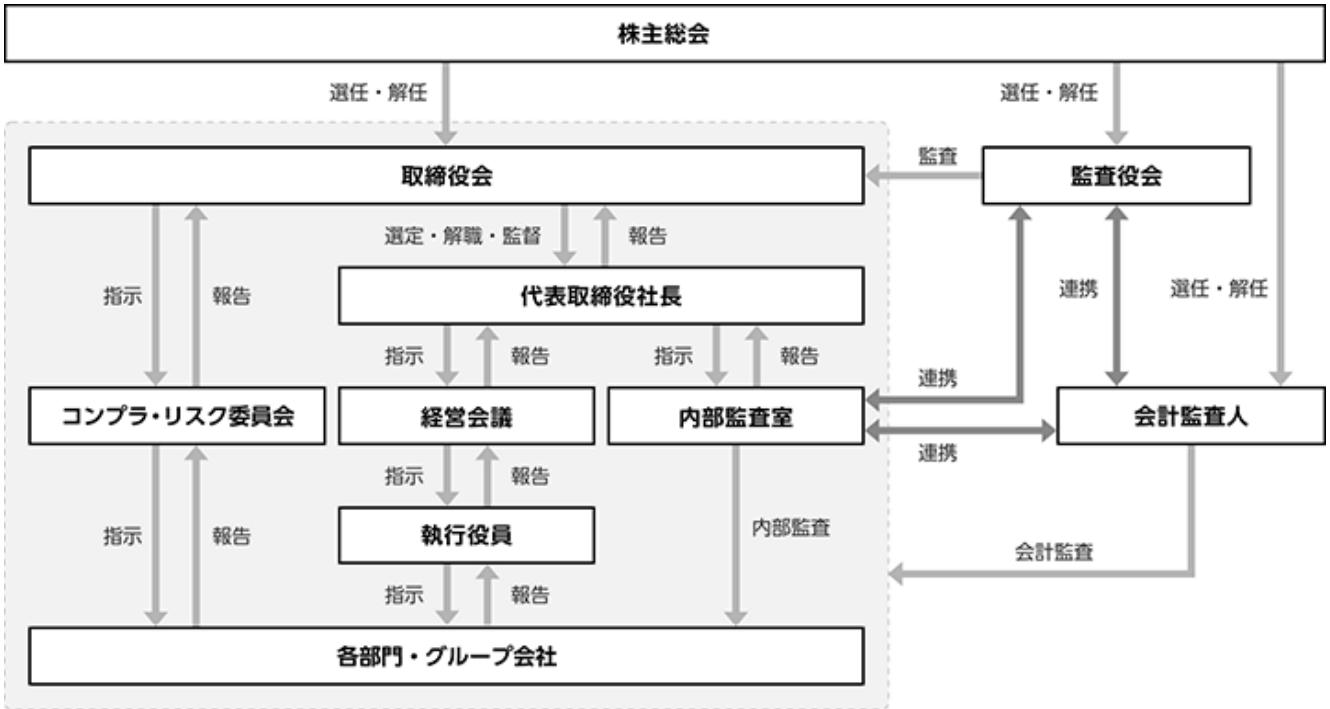 株主総会
選任・解任
選任・解任
監査
取締役会
監査役会
選定・解職・監督
報告
指示
報告
代表取締役社長
連携
選任・解任
指示
報告
指示
報告
連携
コンプラ・リスク委員会
経営会議
内部監査室
会計監査人
連携
指示
報告
指示
報告
執行役員
内部監査
会計監査
指示
報告
各部門・グループ会社